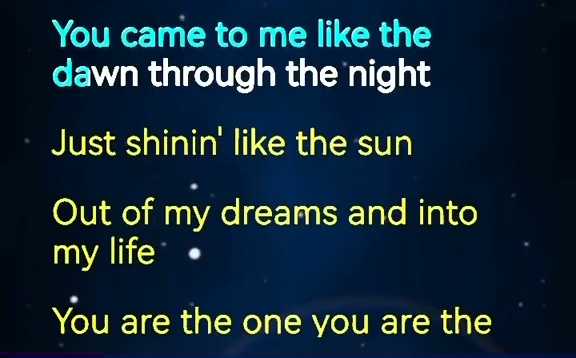 You came to me like the
dawn through the night
Just shinin' like the sun
Out of my dreams and into
my life
You are the one you are the